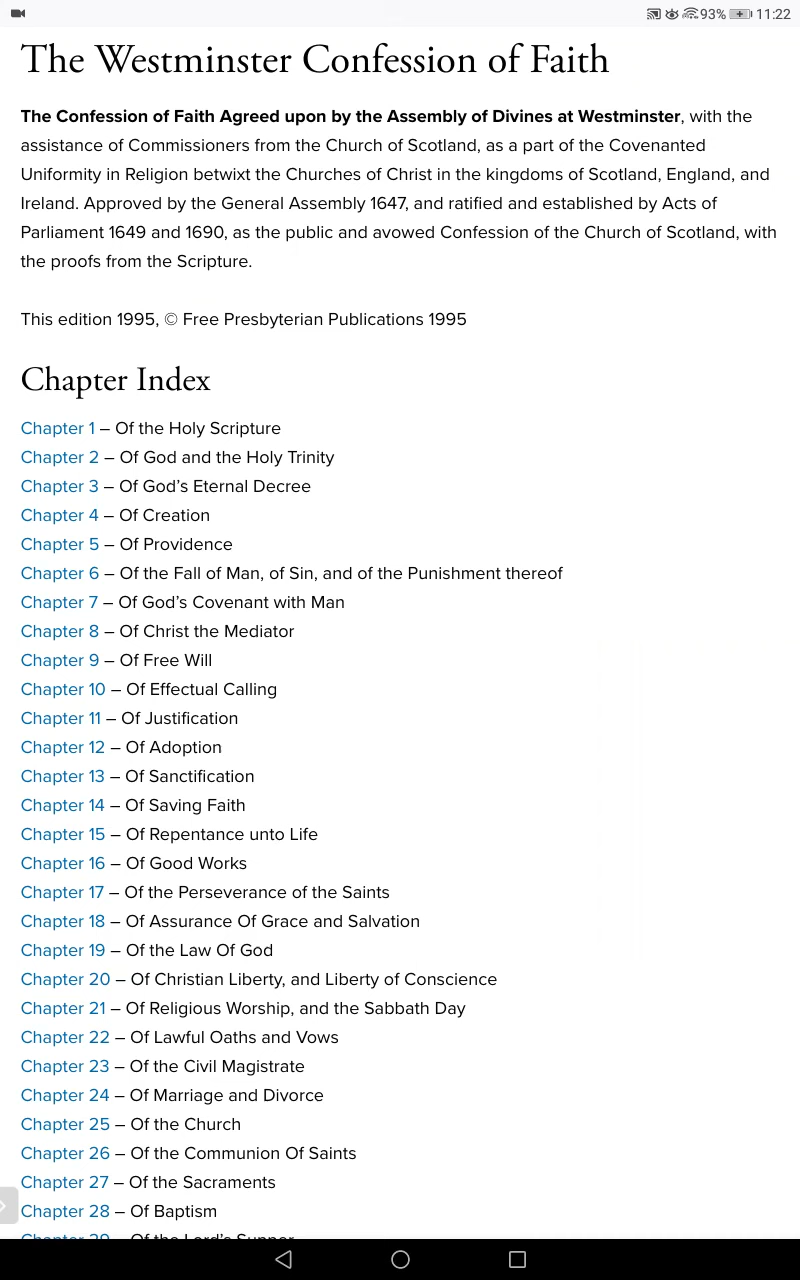 93% 11:22
The Westminster Confession of Faith
The Confession of Faith Agreed upon by the Assembly of Divines at Westminster, with the
assistance of Commissioners from the Church of Scotland, as a part of the Covenanted
Uniformity in Religion betwixt the Churches of Christ in the kingdoms of Scotland, England, and
Ireland. Approved by the General Assembly 1647, and ratified and established by Acts of
Parliament 1649 and 1690, as the public and avowed Confession of the Church of Scotland, with
the proofs from the Scripture.
This edition 1995, © Free Presbyterian Publications 1995
Chapter Index
Chapter 1 – Of the Holy Scripture
Chapter 2 – Of God and the Holy Trinity
Chapter 3 – Of God’s Eternal Decree
Chapter 4 – Of Creation
Chapter 5 – Of Providence
Chapter 6 – Of the Fall of Man, of Sin, and of the Punishment thereof
Chapter 7 – Of God’s Covenant with Man
Chapter 8 – Of Christ the Mediator
Chapter 9 – Of Free Will
Chapter 10 – Of Effectual Calling
Chapter 11 – Of Justification
Chapter 12 – Of Adoption
Chapter 13 – Of Sanctification
Chapter 14 – Of Saving Faith
Chapter 15 – Of Repentance unto Life
Chapter 16 – Of Good Works
Chapter 17 – Of the Perseverance of the Saints
Chapter 18 – Of Assurance Of Grace and Salvation
Chapter 19 – Of the Law Of God
Chapter 20 – Of Christian Liberty, and Liberty of Conscience
Chapter 21 – Of Religious Worship, and the Sabbath Day
Chapter 22 – Of Lawful Oaths and Vows
Chapter 23 – Of the Civil Magistrate
Chapter 24 – Of Marriage and Divorce
Chapter 25 – Of the Church
Chapter 26 – Of the Communion Of Saints
Chapter 27 – Of the Sacraments
Chapter 28 – Of Baptism
Chapter 29 – Of the Lord’s Supper